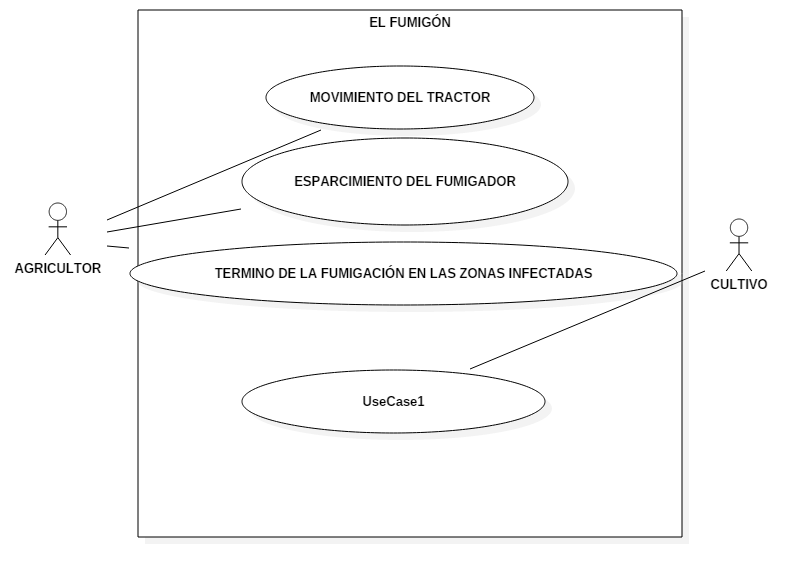 EL FUMIGÓN
MOVIMIENTO DEL TRACTOR
ESPARCIMIENTO DEL FUMIGADOR
AGRICULTOR
TERMINO DE LA FUMIGACIÓN EN LAS ZONAS INFECTADAS
CULTIVO
UseCase1